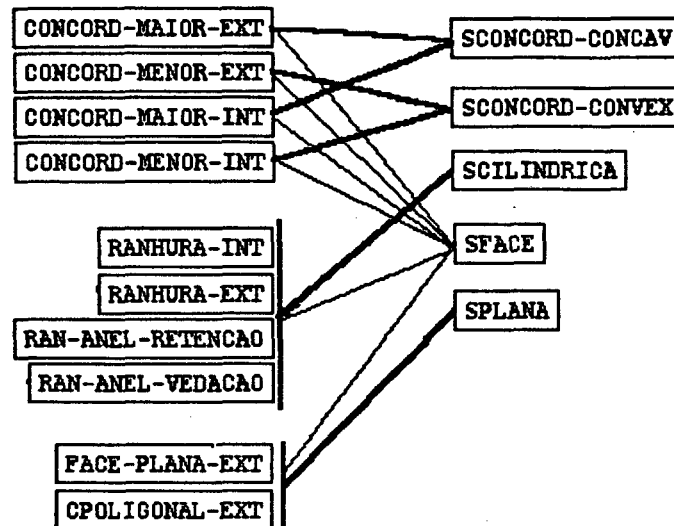 CONCORD-MAIOR-EXT
CONCORD-MENOR-EXT
CONCORD-MAIOR-INT
CONCORD-MENOR-INT
RANHURA-INT
RANHURA-EXT
RAN-ANEL-RETENCAO
RAN-ANEL-VEDACAO
FACE-PLANA-EXT
CPOLIGONAL-EXT
SCONCORD-CONCAV
SCONCORD-CONVEX
SCILINDRICA
SFACE
SPLANA